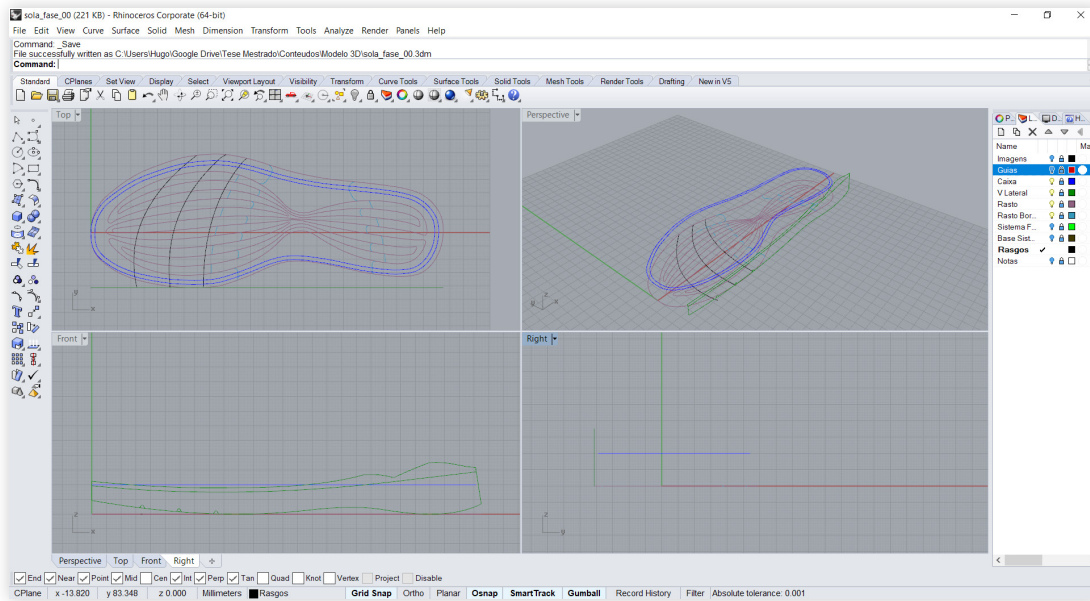 sola_fase_00 (221 KB) - Rhinoceros Corporate (64-bit)
File Edit View Curve Surface Solid Mesh Dimension Transform Tools Analyze Render Panels Help
Command: _Save
File successfully written as C:\Users\Hugo\Google Drive\Tese Mestrado\Conteudos\Modelo 3D\sola_fase_00.3dm.
Command:
Standard CPlanes Set View Display Select Viewport Layout Visibility Transform Curve Tools Surface Tools Solid Tools Mesh Tools Render Tools Drafting New in V5
Top
Perspective
P.. L.. D.. H..
Name Ma
Imagens
Guias
Caixa
V Lateral
Rasto
Rasto Bor...
Sistema F...
Base Sist...
Rasgos
Notas
y x
z y x
Front
Right
z x
z y
Perspective Top Front Right
End Near Point Mid Cen Int Perp Tan Quad Knot Vertex Project Disable
CPlane x -13.820 y 83.348 z 0.000 Millimeters Rasgos Grid Snap Ortho Planar Osnap SmartTrack Gumball Record History Filter Absolute tolerance: 0.001